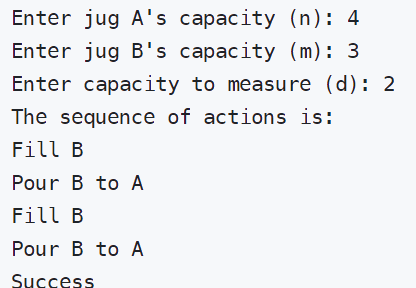 Enter jug A's capacity (n): 4
Enter jug B's capacity (m): 3
Enter capacity to measure (d): 2
The sequence of actions is:
Fill B
Pour B to A
Fill B
Pour B to A
Success